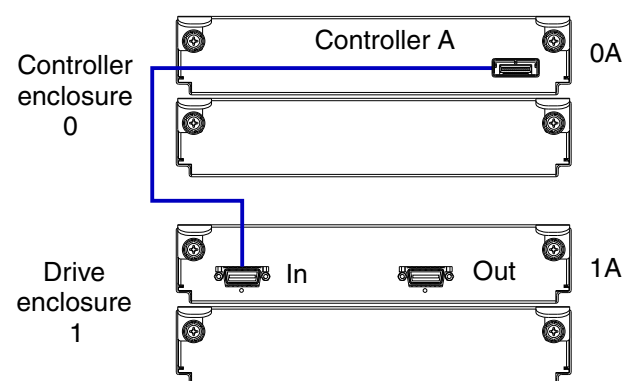 Controller A
0A
Controller
enclosure
0
In
Out
1A
Drive
enclosure
1